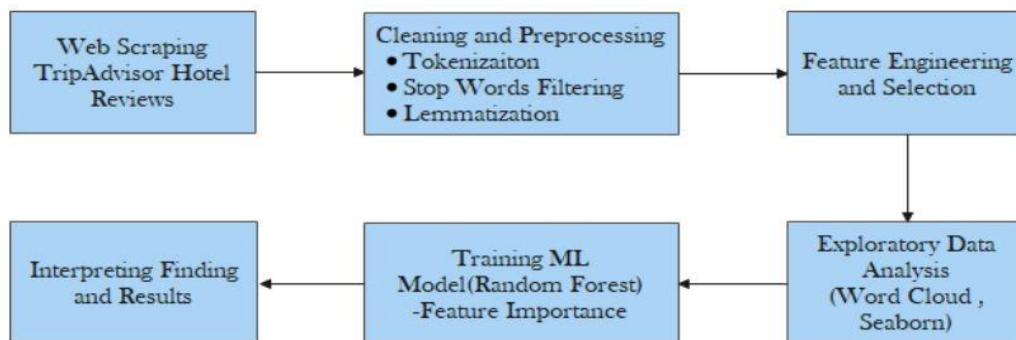 Web Scraping
TripAdvisor Hotel
Reviews
Cleaning and Preprocessing
● Tokenizaiton
● Stop Words Filtering
● Lemmatization
Feature Engineering
and Selection
Exploratory Data
Analysis
(Word Cloud ,
Seaborn)
Training ML
Model(Random Forest)
-Feature Importance
Interpreting Finding
and Results